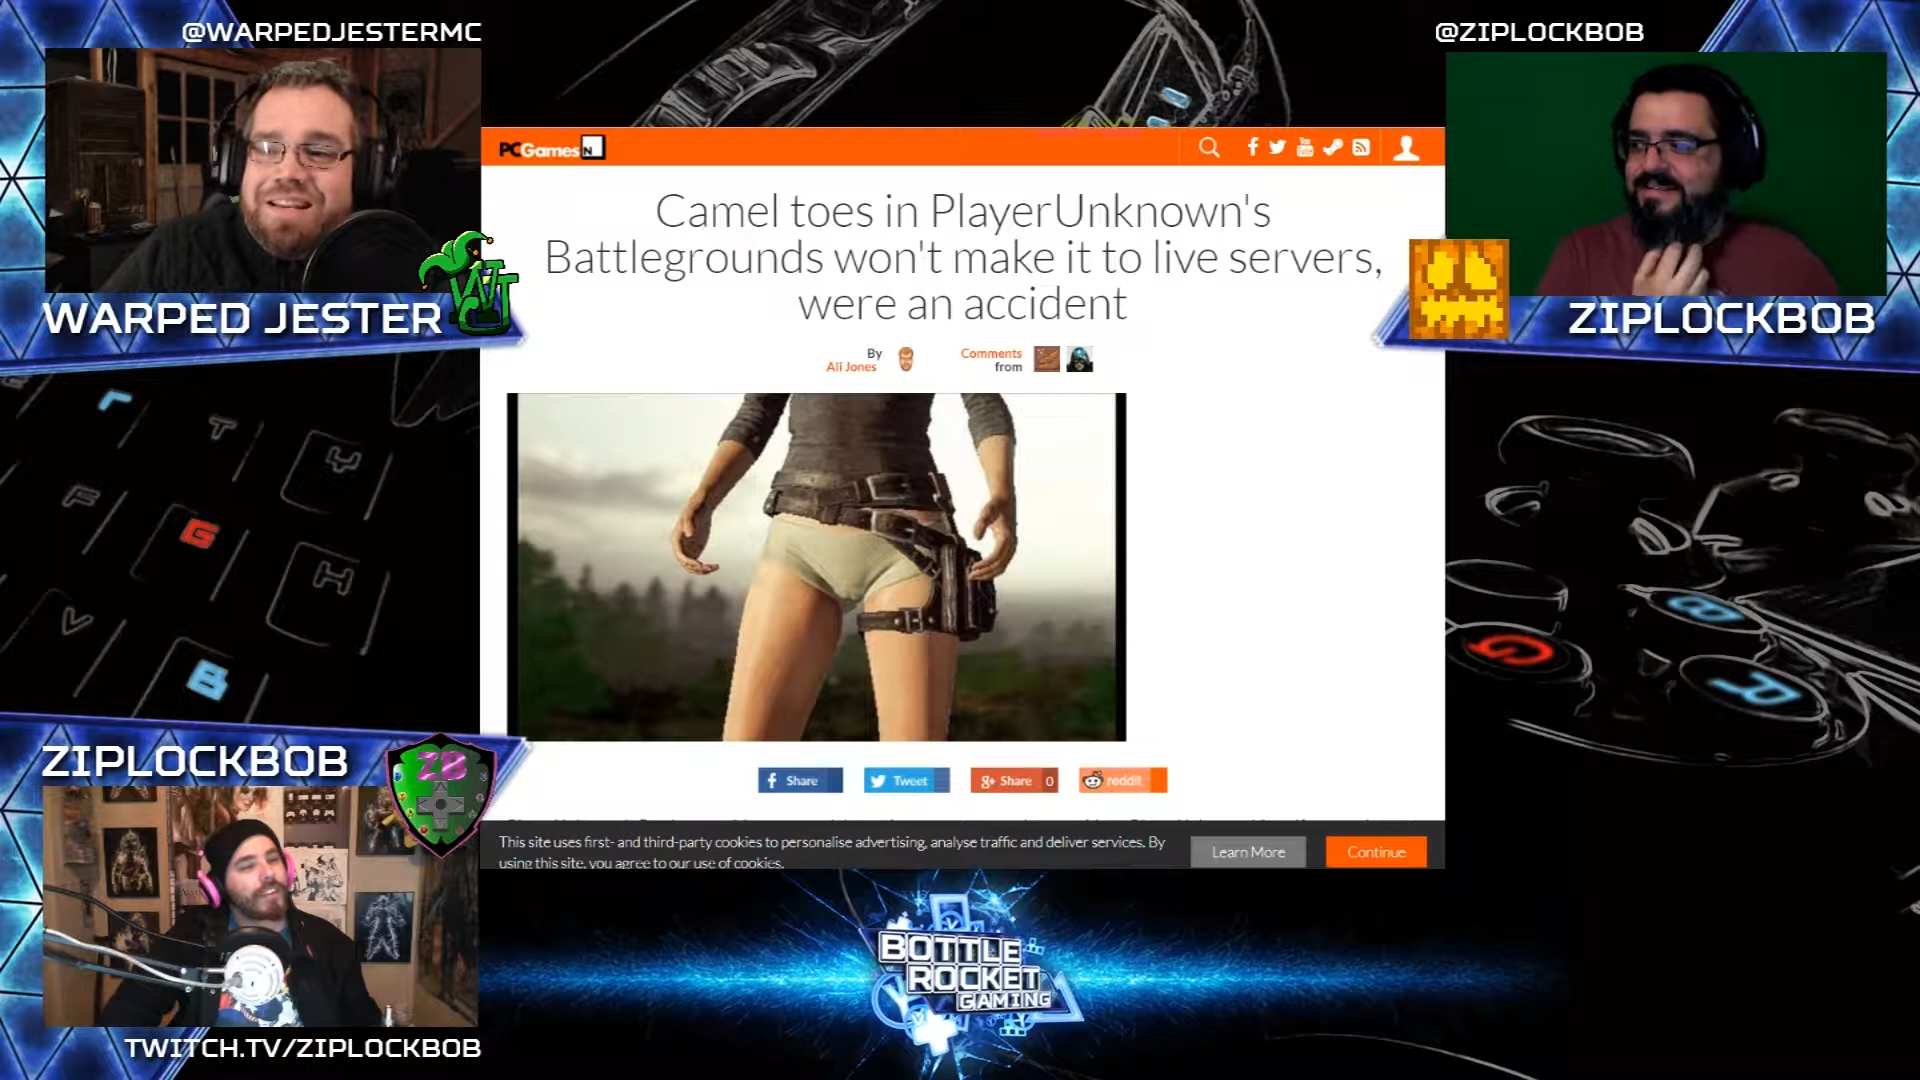 @WARPEDJESTERMC
@ZIPLOCKBOB
PCGamesN
Camel toes in PlayerUnknown's
Battlegrounds won't make it to live servers,
were an accident
By
Ali Jones
Comments
from
WARPED JESTER
WJ
ZIPLOCKBOB
T Y
F G H
V B
ZIPLOCKBOB
ZB
Share
Tweet
g+ Share 0
reddit
This site uses first- and third-party cookies to personalise advertising, analyse traffic and deliver services. By
using this site, you agree to our use of cookies.
Learn More
Continue
BOTTLE
ROCKET
GAMING
G B R
TWITCH.TV/ZIPLOCKBOB